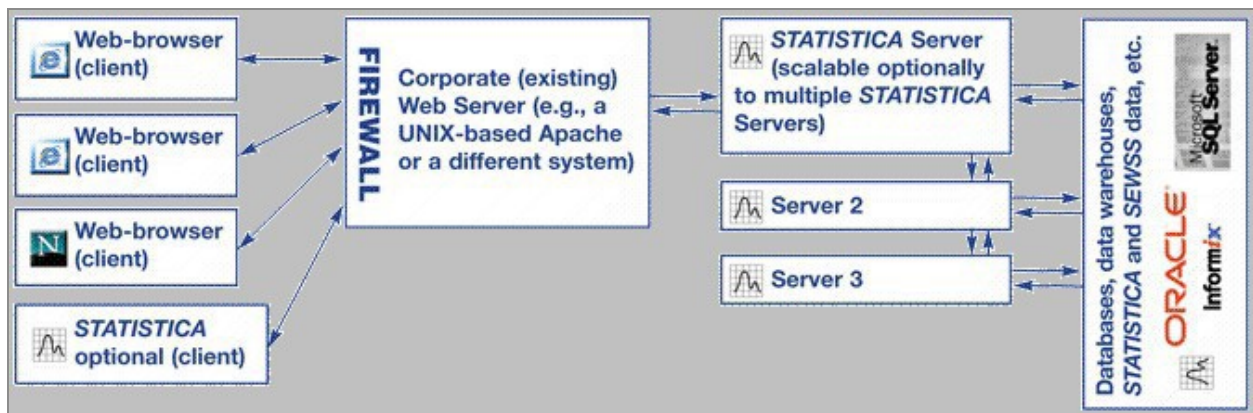 Web-browser
(client)
Web-browser
(client)
N
Web-browser
(client)
STATISTICA
optional (client)
FIREWALL
Corporate (existing)
Web Server (e.g., a
UNIX-based Apache
or a different system)
STATISTICA Server
(scalable optionally
to multiple STATISTICA
Servers)
Server 2
Server 3
Databases, data warehouses,
STATISTICA and SEWSS data, etc.
ORACLE
Informix
Microsoft
SQL Server